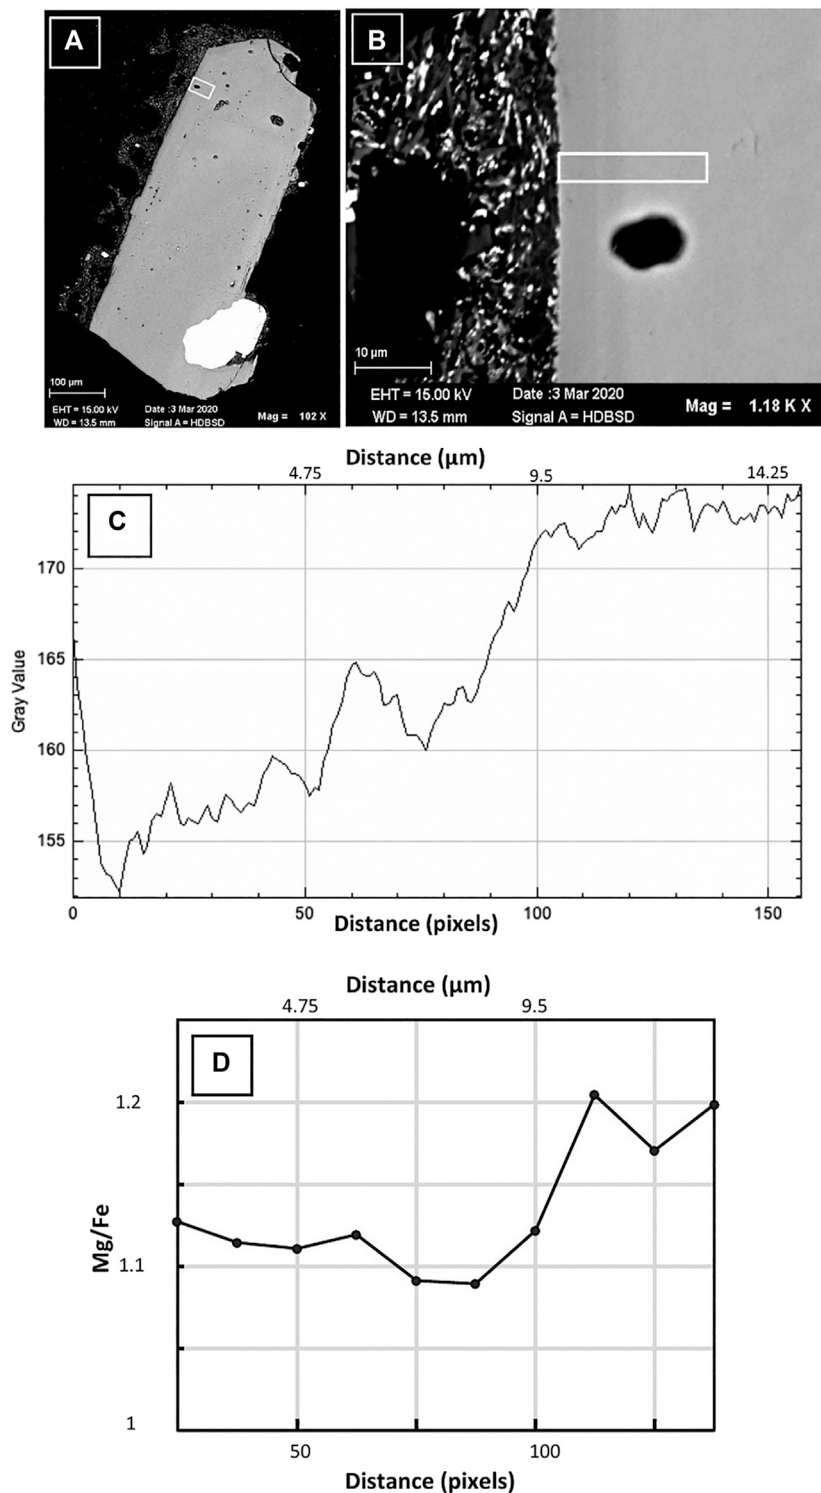 A
100 µm
EHT = 15.00 kV Date :3 Mar 2020
WD = 13.5 mm Signal A = HDBSD Mag = 102 X
B
10 µm
EHT = 15.00 kV Date :3 Mar 2020
WD = 13.5 mm Signal A = HDBSD Mag = 1.18 K X
Distance (µm)
4.75 9.5 14.25
C
170
165
160
155
Gray Value
0 50 100 150
Distance (pixels)
Distance (µm)
4.75 9.5
D
1.2
1.1
1
Mg/Fe
50 100
Distance (pixels)